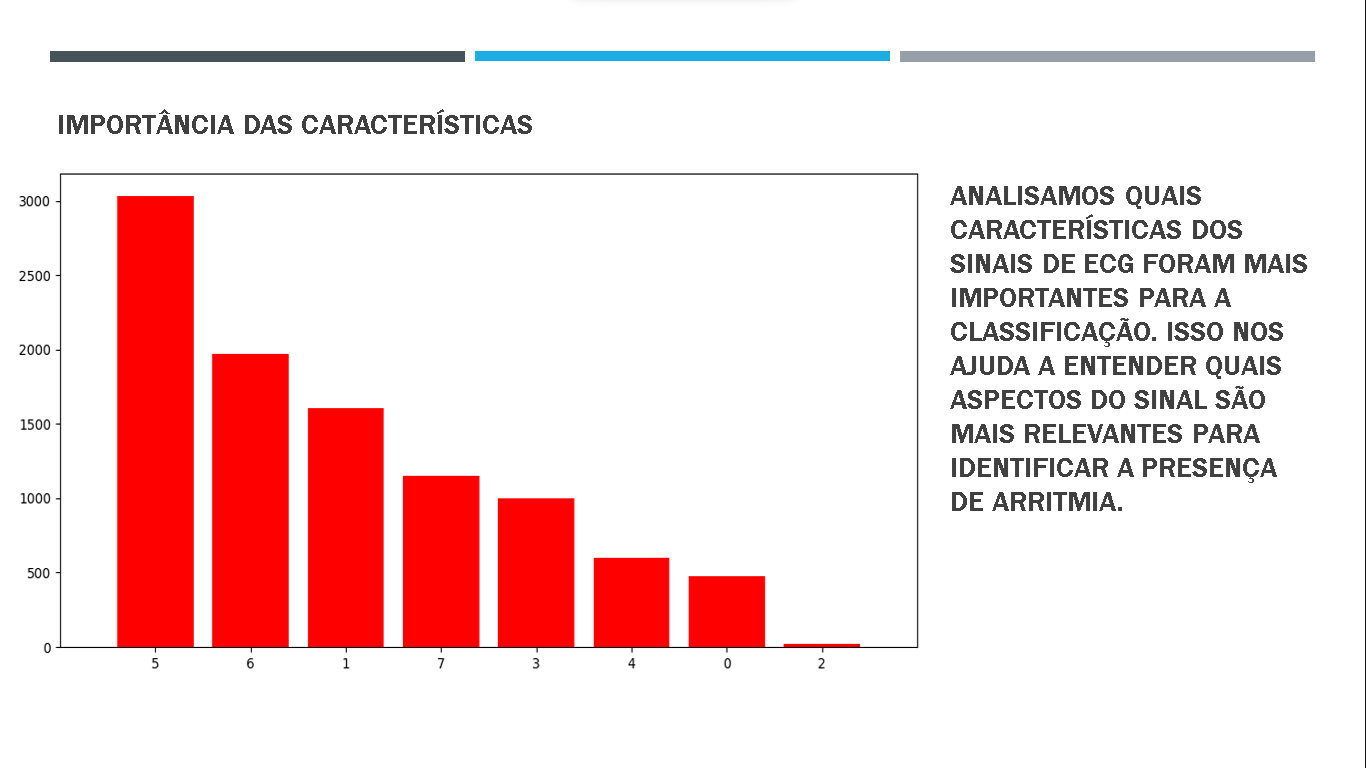 IMPORTÂNCIA DAS CARACTERÍSTICAS
3000
2500
2000
1500
1000
500
0
5 6 1 7 3 4 0 2
ANALISAMOS QUAIS
CARACTERÍSTICAS DOS
SINAIS DE ECG FORAM MAIS
IMPORTANTES PARA A
CLASSIFICAÇÃO. ISSO NOS
AJUDA A ENTENDER QUAIS
ASPECTOS DO SINAL SÃO
MAIS RELEVANTES PARA
IDENTIFICAR A PRESENÇA
DE ARRITMIA.